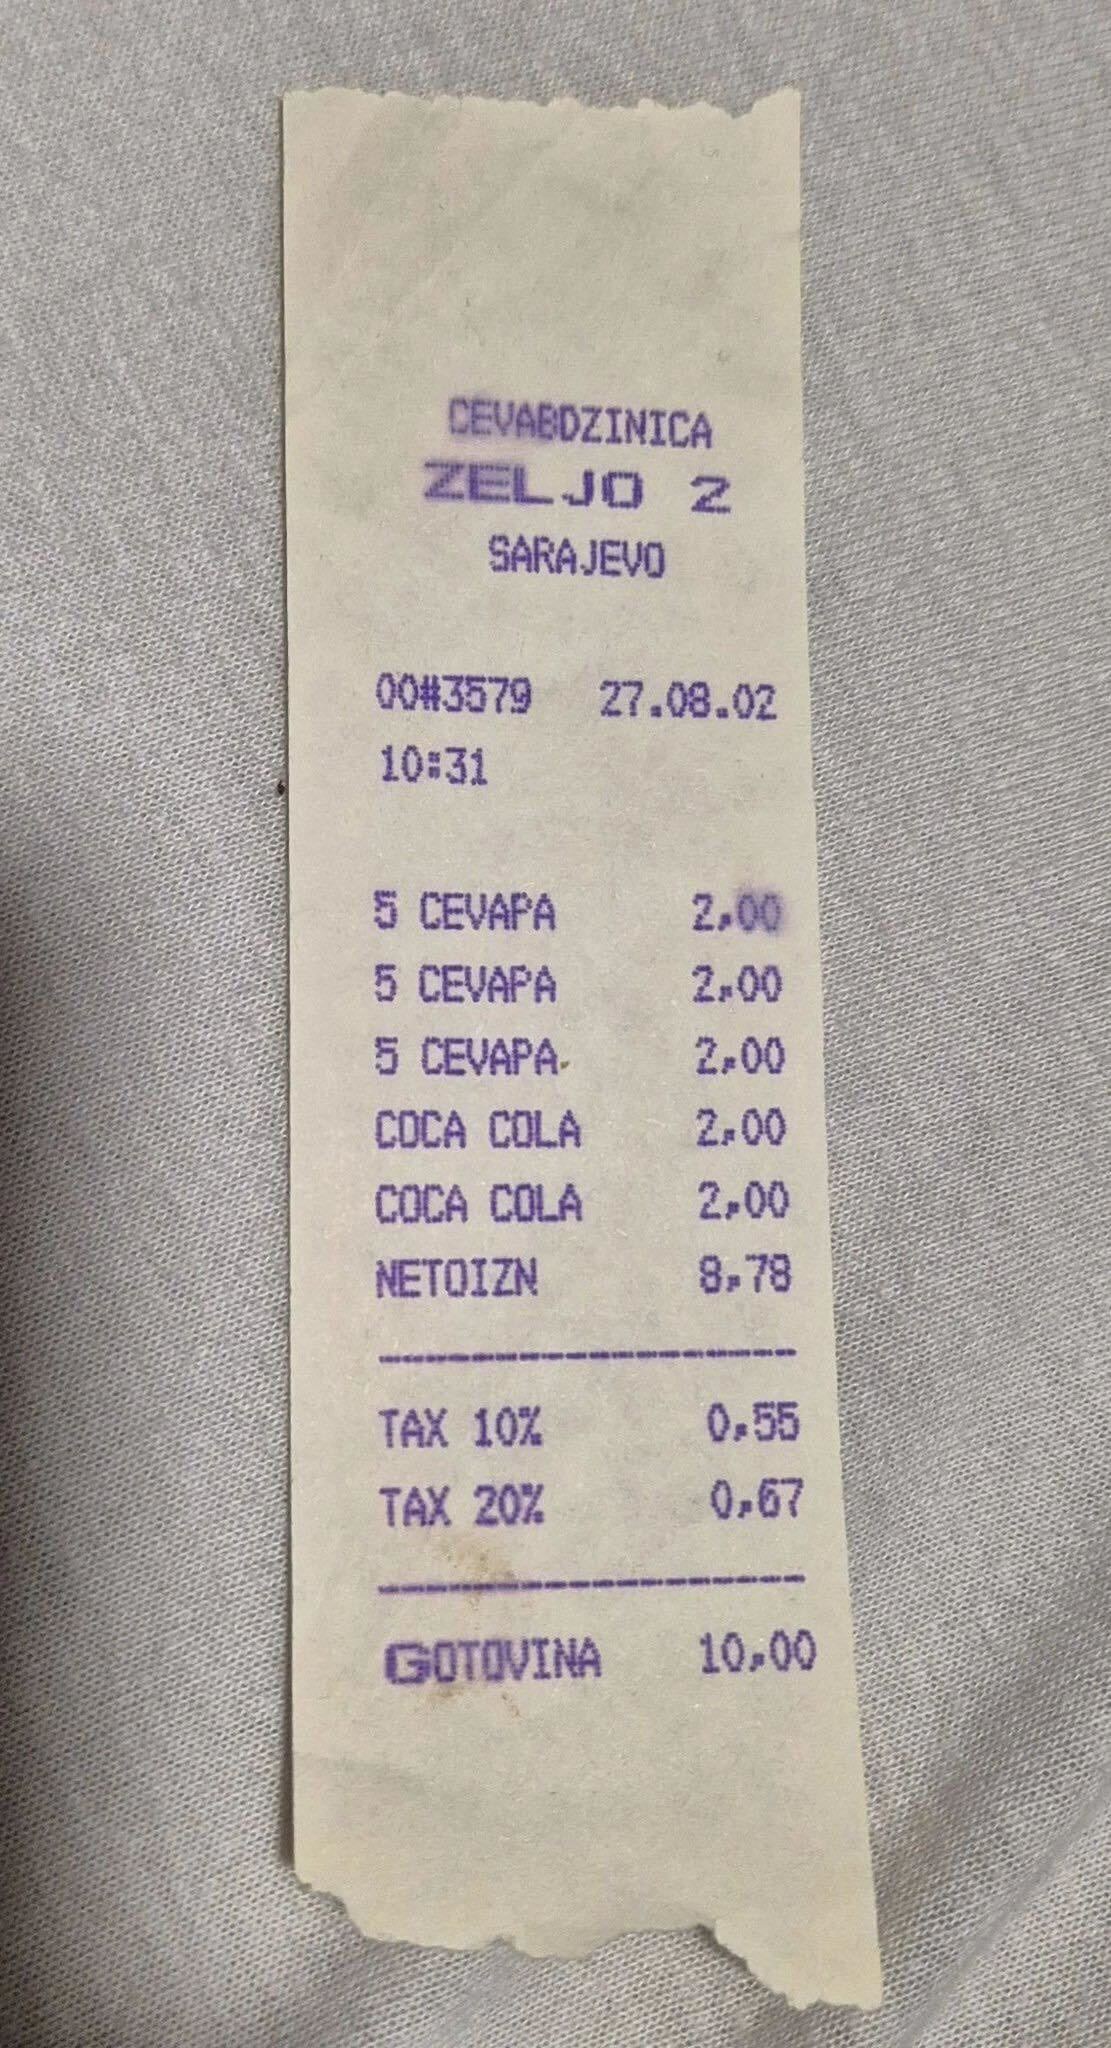 CEVABDZINICA
ZELJO 2
SARAJEVO
00#3579 27.08.02
10:31
5 CEVAPA 2,00
5 CEVAPA 2,00
5 CEVAPA 2,00
COCA COLA 2,00
COCA COLA 2,00
NETOIZN 8,78
TAX 10% 0,55
TAX 20% 0,67
GOTOVINA 10,00